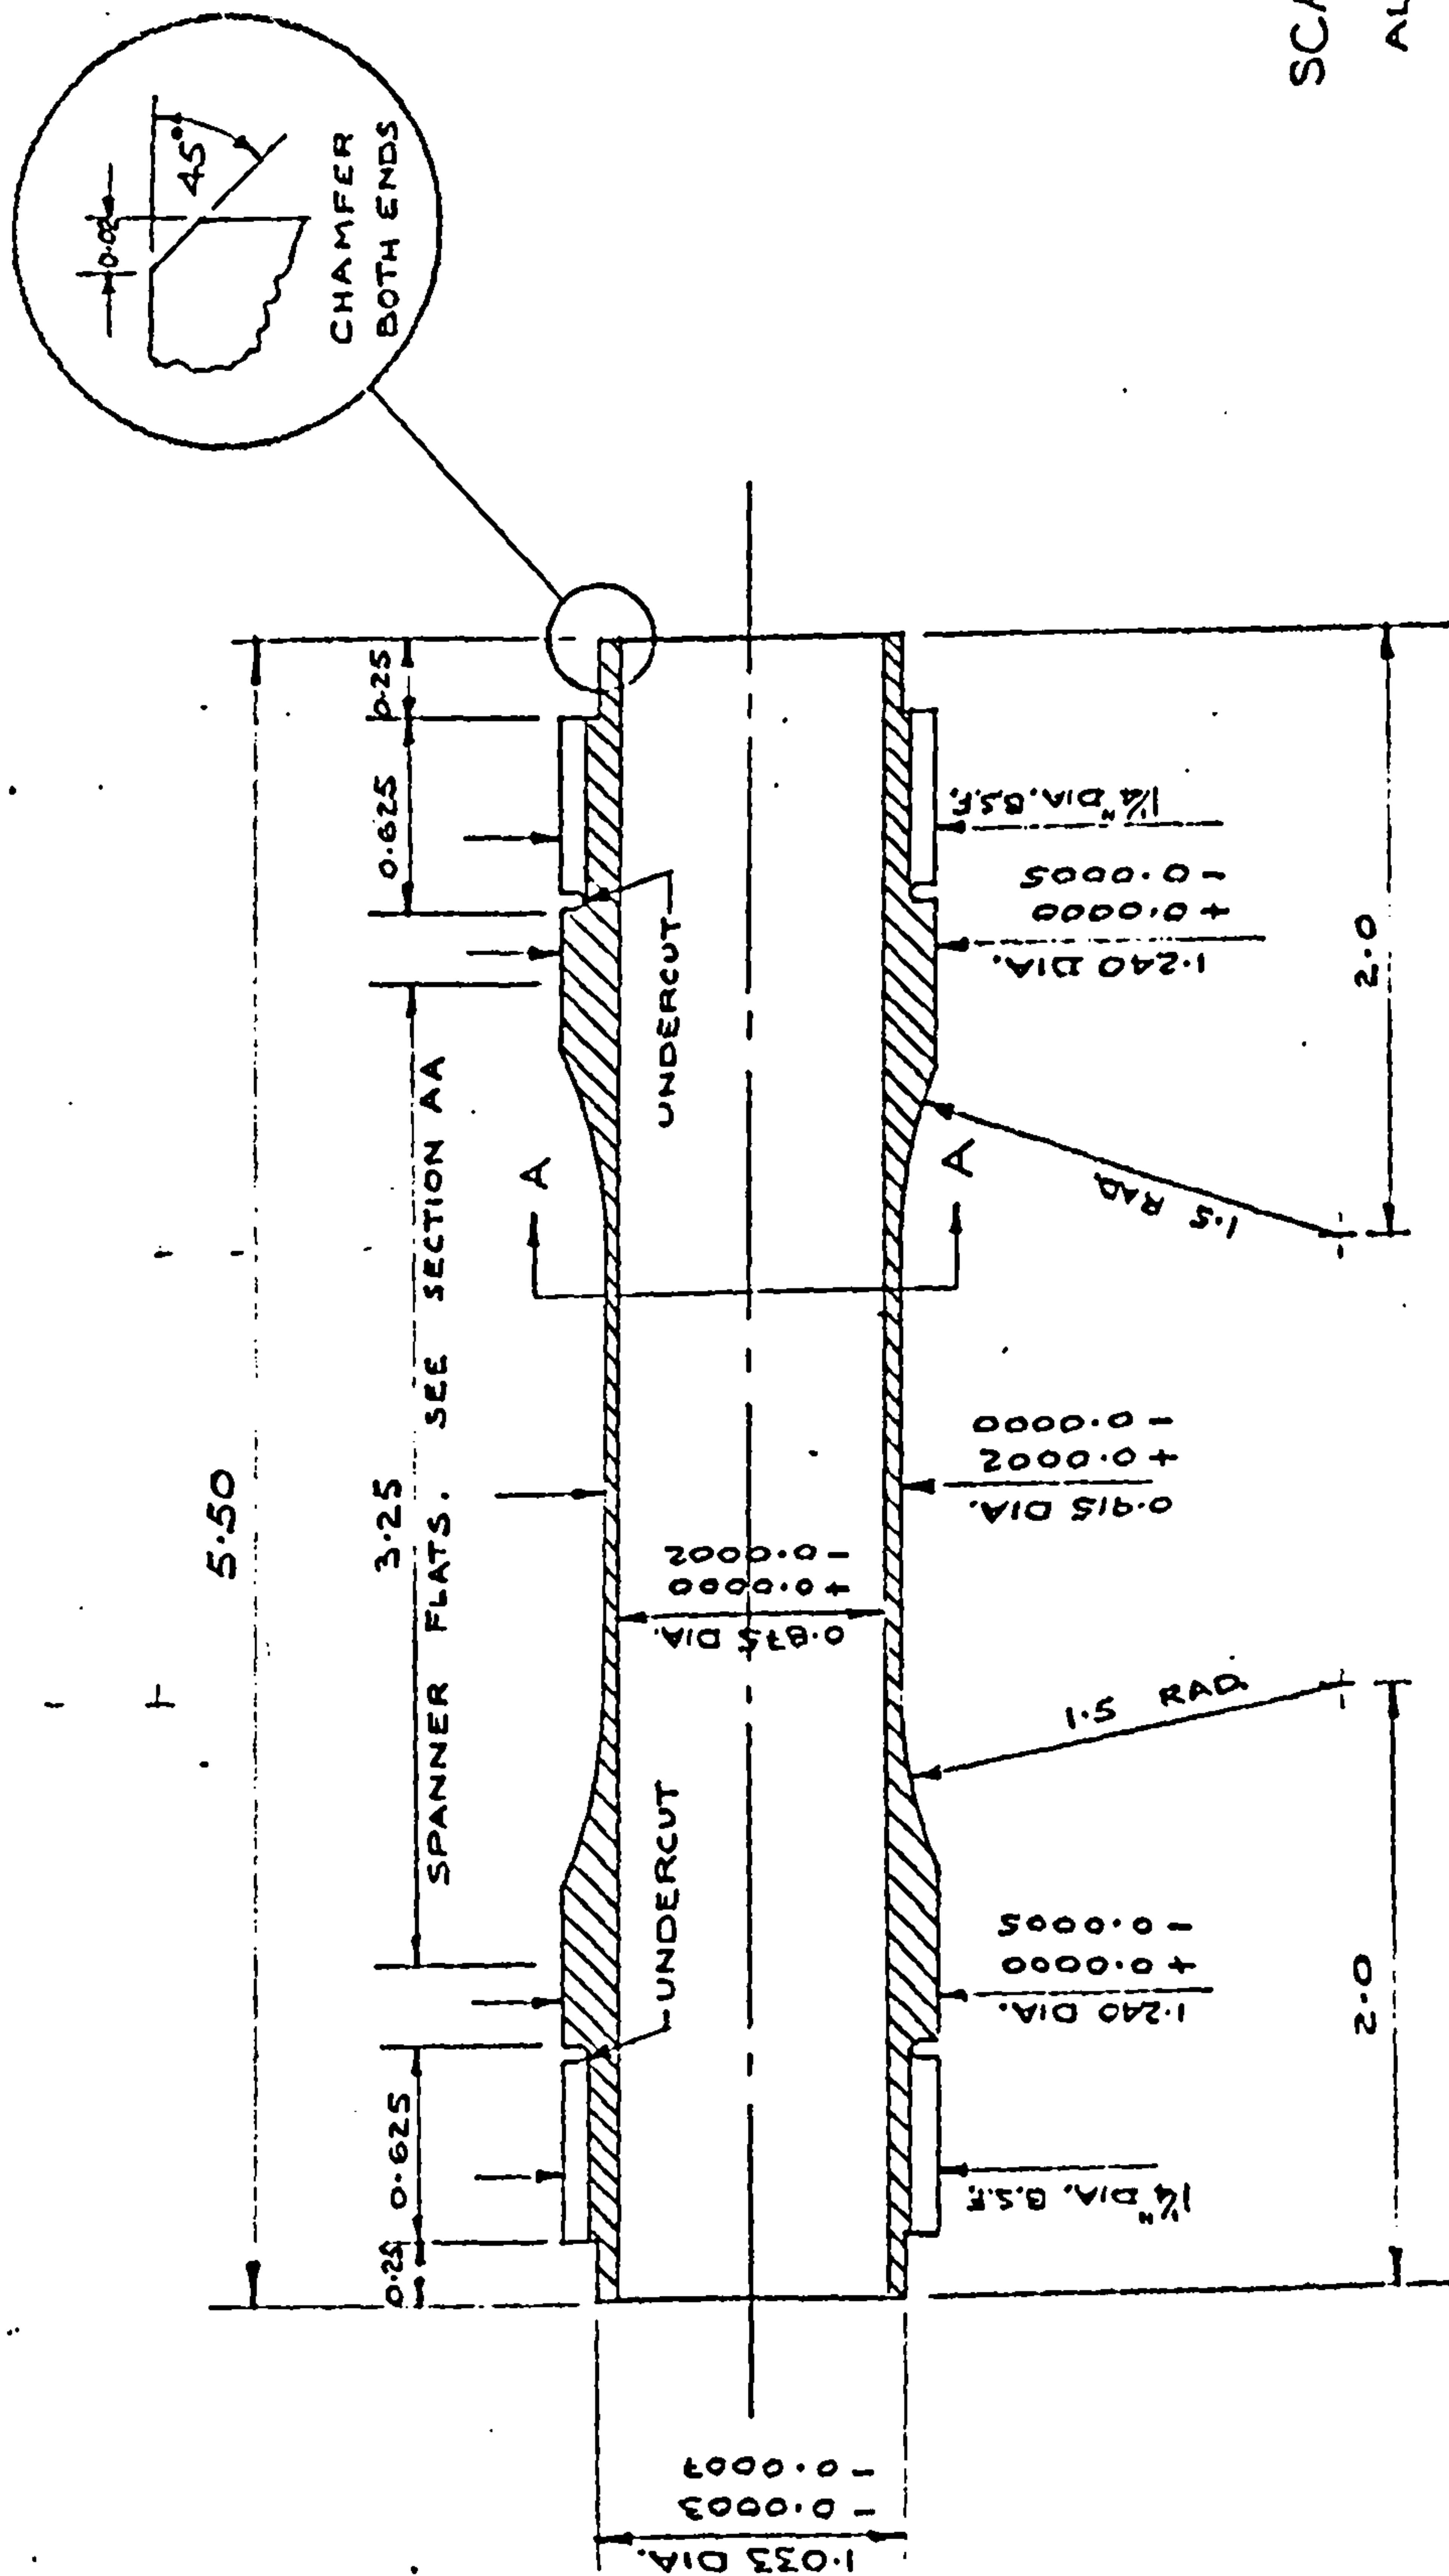 0.02
45°
CHAMFER
BOTH ENDS
5.50
0.25
0.625
3.25
SPANNER FLATS. SEE SECTION AA
0.625
0.25
UNDERCUT
UNDERCUT
A
A
1.033 DIA.
- 0.0003
- 0.0007
0.875 DIA.
+ 0.0000
- 0.0002
1¼" DIA. B.S.F.
1.240 DIA.
+ 0.0000
- 0.0005
0.915 DIA.
+ 0.0002
- 0.0000
1.240 DIA.
+ 0.0000
- 0.0005
1¼" DIA. B.S.F.
1.5 RAD.
1.5 RAD
2.0
2.0